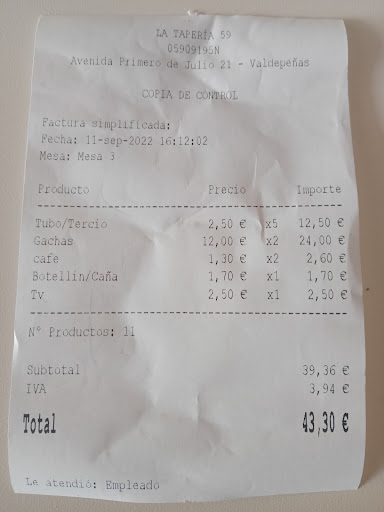 LA TAPERÍA 59
05909195N
Avenida Primero de Julio 21 - Valdepeñas
COPIA DE CONTROL
Factura simplificada:
Fecha: 11-sep-2022 16:12:02
Mesa: Mesa 3
Producto Precio Importe
Tubo/Tercio 2,50 € x5 12,50 €
Gachas 12,00 € x2 24,00 €
cafe 1,30 € x2 2,60 €
Botellin/Caña 1,70 € x1 1,70 €
Tv 2,50 € x1 2,50 €
Nº Productos: 11
Subtotal 39,36 €
IVA 3,94 €
Total 43,30 €
Le atendió: Empleado